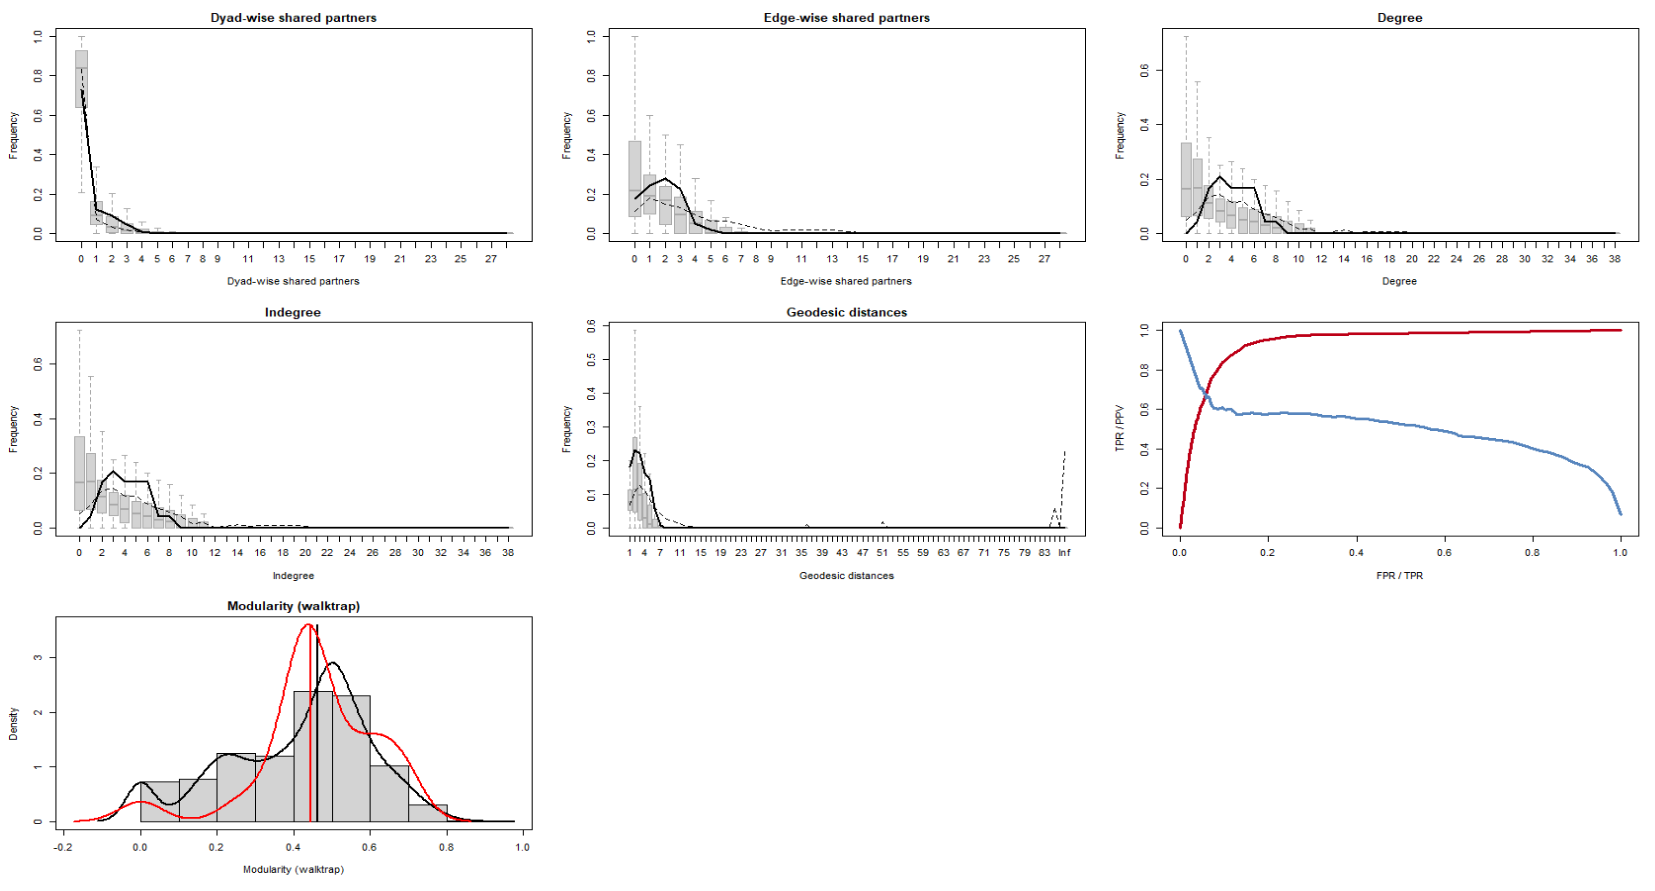 Dyad-wise shared partners
Frequency
0.0 0.2 0.4 0.6 0.8 1.0
0 1 2 3 4 5 6 7 8 9 11 13 15 17 19 21 23 25 27
Dyad-wise shared partners
Edge-wise shared partners
Frequency
0.0 0.2 0.4 0.6 0.8 1.0
0 1 2 3 4 5 6 7 8 9 11 13 15 17 19 21 23 25 27
Edge-wise shared partners
Degree
Frequency
0.0 0.2 0.4 0.6
0 2 4 6 8 10 12 14 16 18 20 22 24 26 28 30 32 34 36 38
Degree
Indegree
Frequency
0.0 0.2 0.4 0.6
0 2 4 6 8 10 12 14 16 18 20 22 24 26 28 30 32 34 36 38
Indegree
Geodesic distances
Frequency
0.0 0.1 0.2 0.3 0.4 0.5 0.6
1 4 7 11 15 19 23 27 31 35 39 43 47 51 55 59 63 67 71 75 79 83 Inf
Geodesic distances
TPR / PPV
0.0 0.2 0.4 0.6 0.8 1.0
0.0 0.2 0.4 0.6 0.8 1.0
FPR / TPR
Modularity (walktrap)
Density
0 1 2 3
-0.2 0.0 0.2 0.4 0.6 0.8 1.0
Modularity (walktrap)